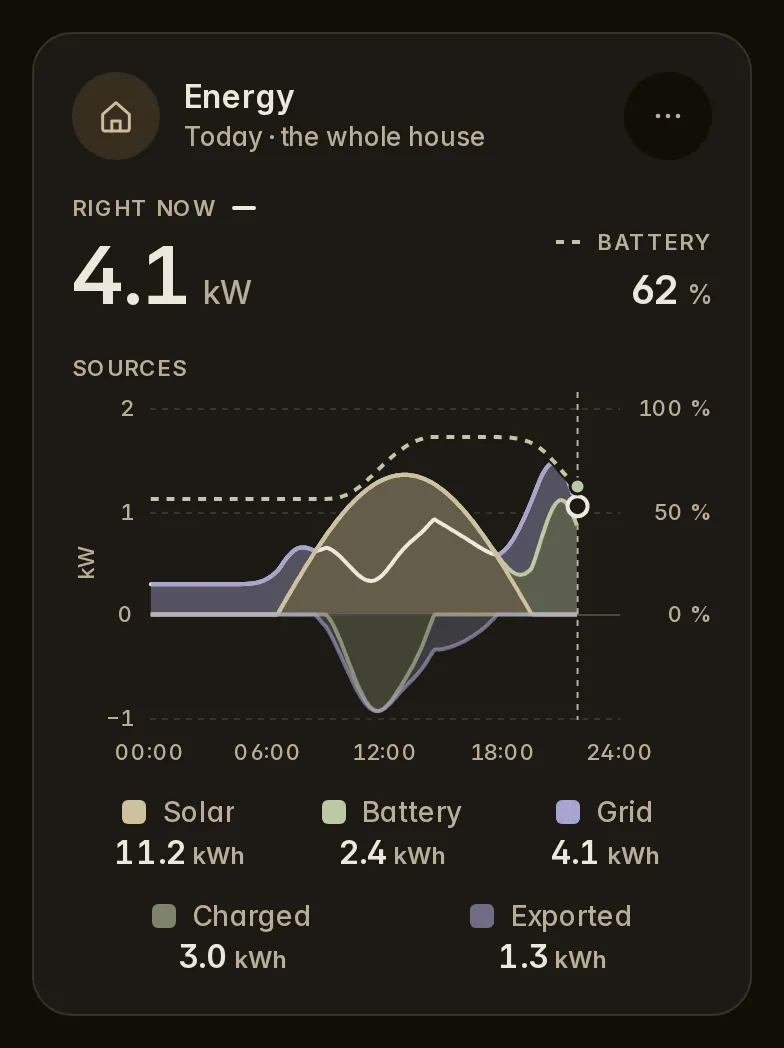 Energy
Today · the whole house
RIGHT NOW
4.1 kW
BATTERY
62 %
SOURCES
2
1
0
−1
kW
100 %
50 %
0 %
00:00 06:00 12:00 18:00 24:00
Solar Battery Grid
11.2 kWh 2.4 kWh 4.1 kWh
Charged Exported
3.0 kWh 1.3 kWh